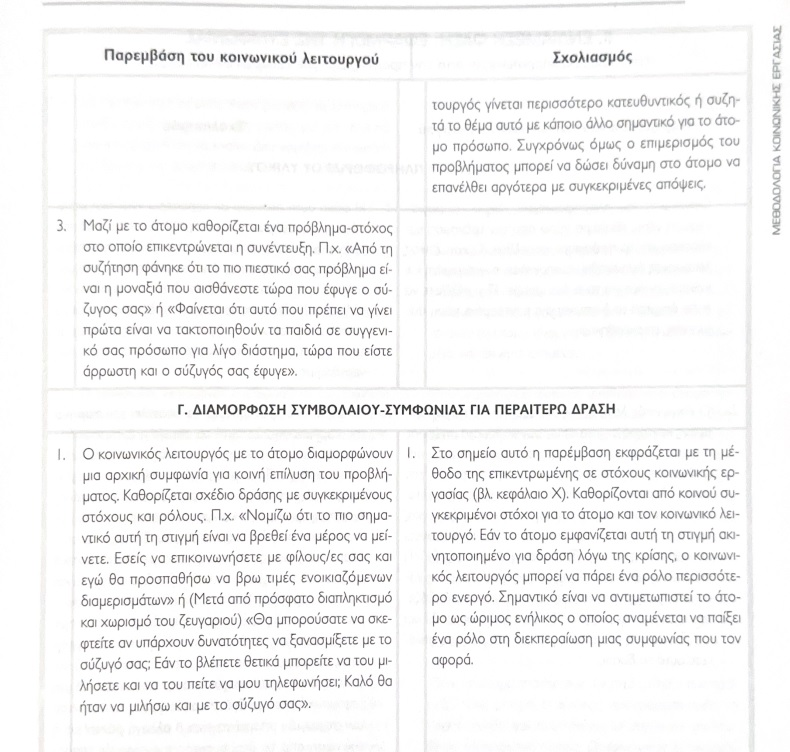 Παρεμβάση του κοινωνικού λειτουργού
Σχολιασμός
τουργός γίνεται περισσότερο κατευθυντικός ή συζη-
τά το θέμα αυτό με κάποιο άλλο σημαντικό για το άτο-
μο πρόσωπο. Συγχρόνως όμως ο επιμερισμός του
προβλήματος μπορεί να δώσει δύναμη στο άτομο να
επανέλθει αργότερα με συγκεκριμένες απόψεις.
3. Μαζί με το άτομο καθορίζεται ένα πρόβλημα-στόχος
στο οποίο επικεντρώνεται η συνέντευξη. Π.χ. «Από τη
συζήτηση φάνηκε ότι το πιο πιεστικό σας πρόβλημα εί-
ναι η μοναξιά που αισθάνεστε τώρα που έφυγε ο σύ-
ζυγος σας» ή «Φαίνεται ότι αυτό που πρέπει να γίνει
πρώτα είναι να τακτοποιηθούν τα παιδιά σε συγγενι-
κό σας πρόσωπο για λίγο διάστημα, τώρα που είστε
άρρωστη και ο σύζυγός σας έφυγε».
Γ. ΔΙΑΜΟΡΦΩΣΗ ΣΥΜΒΟΛΑΙΟΥ-ΣΥΜΦΩΝΙΑΣ ΓΙΑ ΠΕΡΑΙΤΕΡΩ ΔΡΑΣΗ
1. Ο κοινωνικός λειτουργός με το άτομο διαμορφώνουν
μια αρχική συμφωνία για κοινή επίλυση του προβλή-
ματος. Καθορίζεται σχέδιο δράσης με συγκεκριμένους
στόχους και ρόλους. Π.χ. «Νομίζω ότι το πιο σημα-
ντικό αυτή τη στιγμή είναι να βρεθεί ένα μέρος να μεί-
νετε. Εσείς να επικοινωνήσετε με φίλους/ες σας και
εγώ θα προσπαθήσω να βρω τιμές ενοικιαζόμενων
διαμερισμάτων» ή (Μετά από πρόσφατο διαπληκτισμό
και χωρισμό του ζευγαριού) «Θα μπορούσατε να σκε-
φτείτε αν υπάρχουν δυνατότητες να ξανασμίξετε με το
σύζυγό σας; Εάν το βλέπετε θετικά μπορείτε να του μι-
λήσετε και να του πείτε να μου τηλεφωνήσει; Καλό θα
ήταν να μιλήσω και με το σύζυγό σας».
1. Στο σημείο αυτό η παρέμβαση εκφράζεται με τη μέ-
θοδο της επικεντρωμένης σε στόχους κοινωνικής ερ-
γασίας (βλ. κεφάλαιο Χ). Καθορίζονται από κοινού συ-
γκεκριμένοι στόχοι για το άτομο και τον κοινωνικό λει-
τουργό. Εάν το άτομο εμφανίζεται αυτή τη στιγμή ακι-
νητοποιημένο για δράση λόγω της κρίσης, ο κοινωνι-
κός λειτουργός μπορεί να πάρει ένα ρόλο περισσότε-
ρο ενεργό. Σημαντικό είναι να αντιμετωπιστεί το άτο-
μο ως ώριμος ενήλικος ο οποίος αναμένεται να παίξει
ένα ρόλο στη διεκπεραίωση μιας συμφωνίας που τον
αφορά.
ΜΕΘΟΔΟΛΟΓΙΑ ΚΟΙΝΩΝΙΚΗΣ ΕΡΓΑΣΙΑΣ